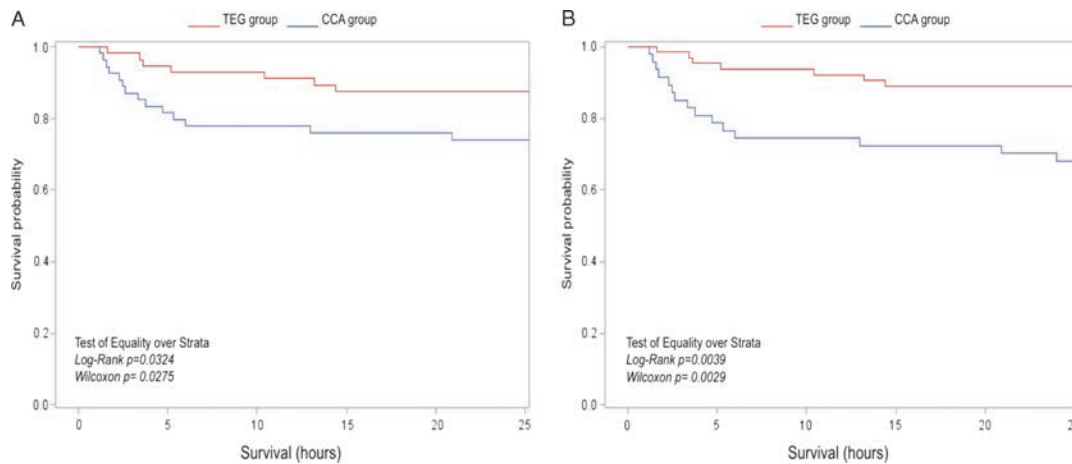 A
TEG group CCA group
1.0
0.8
0.6
0.4
0.2
0.0
Survival probability
Test of Equality over Strata
Log-Rank p=0.0324
Wilcoxon p= 0.0275
0 5 10 15 20 25
Survival (hours)
B
TEG group CCA group
1.0
0.8
0.6
0.4
0.2
0.0
Survival probability
Test of Equality over Strata
Log-Rank p=0.0039
Wilcoxon p= 0.0029
0 5 10 15 20 2
Survival (hours)